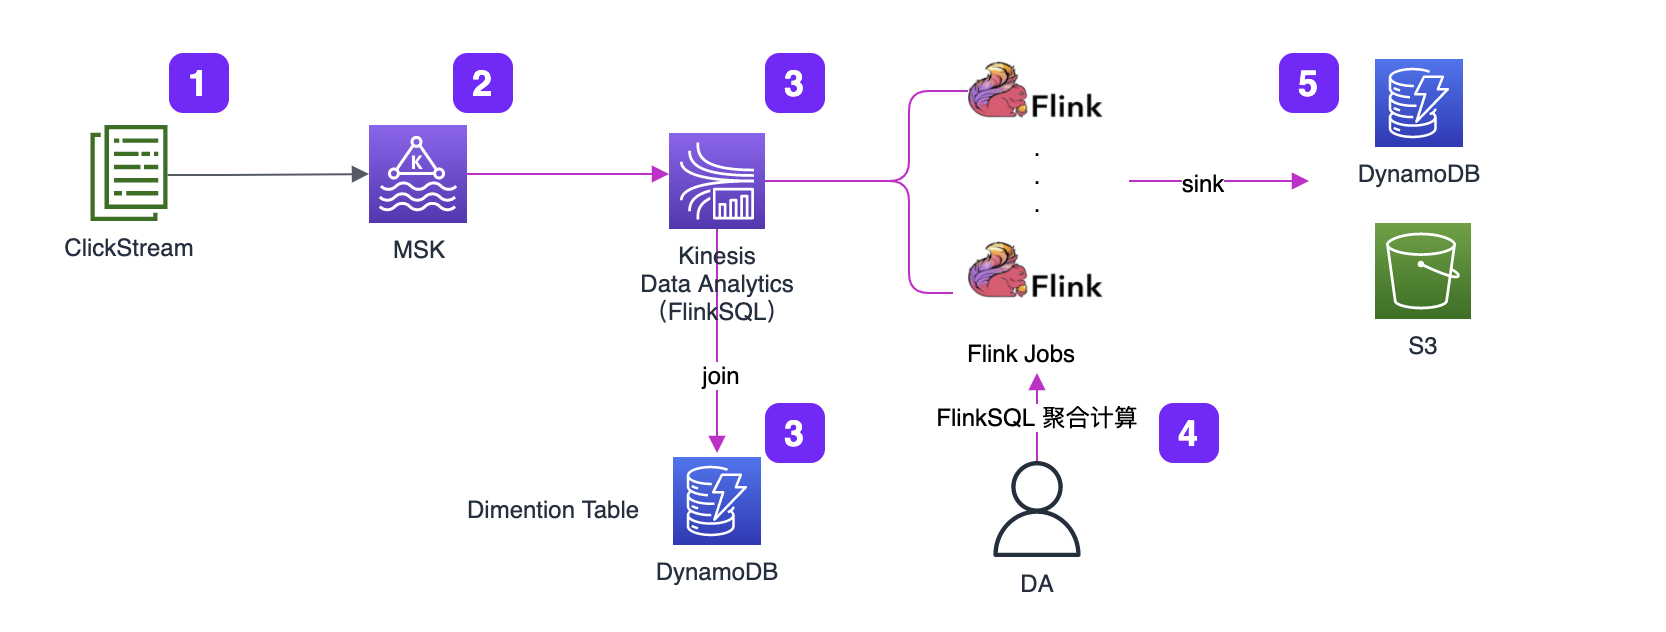 1
2
3
5
ClickStream
K
MSK
Kinesis
Data Analytics
（FlinkSQL）
Flink
.
.
.
Flink
Flink Jobs
sink
DynamoDB
S3
join
3
Dimention Table
DynamoDB
FlinkSQL 聚合计算
4
DA